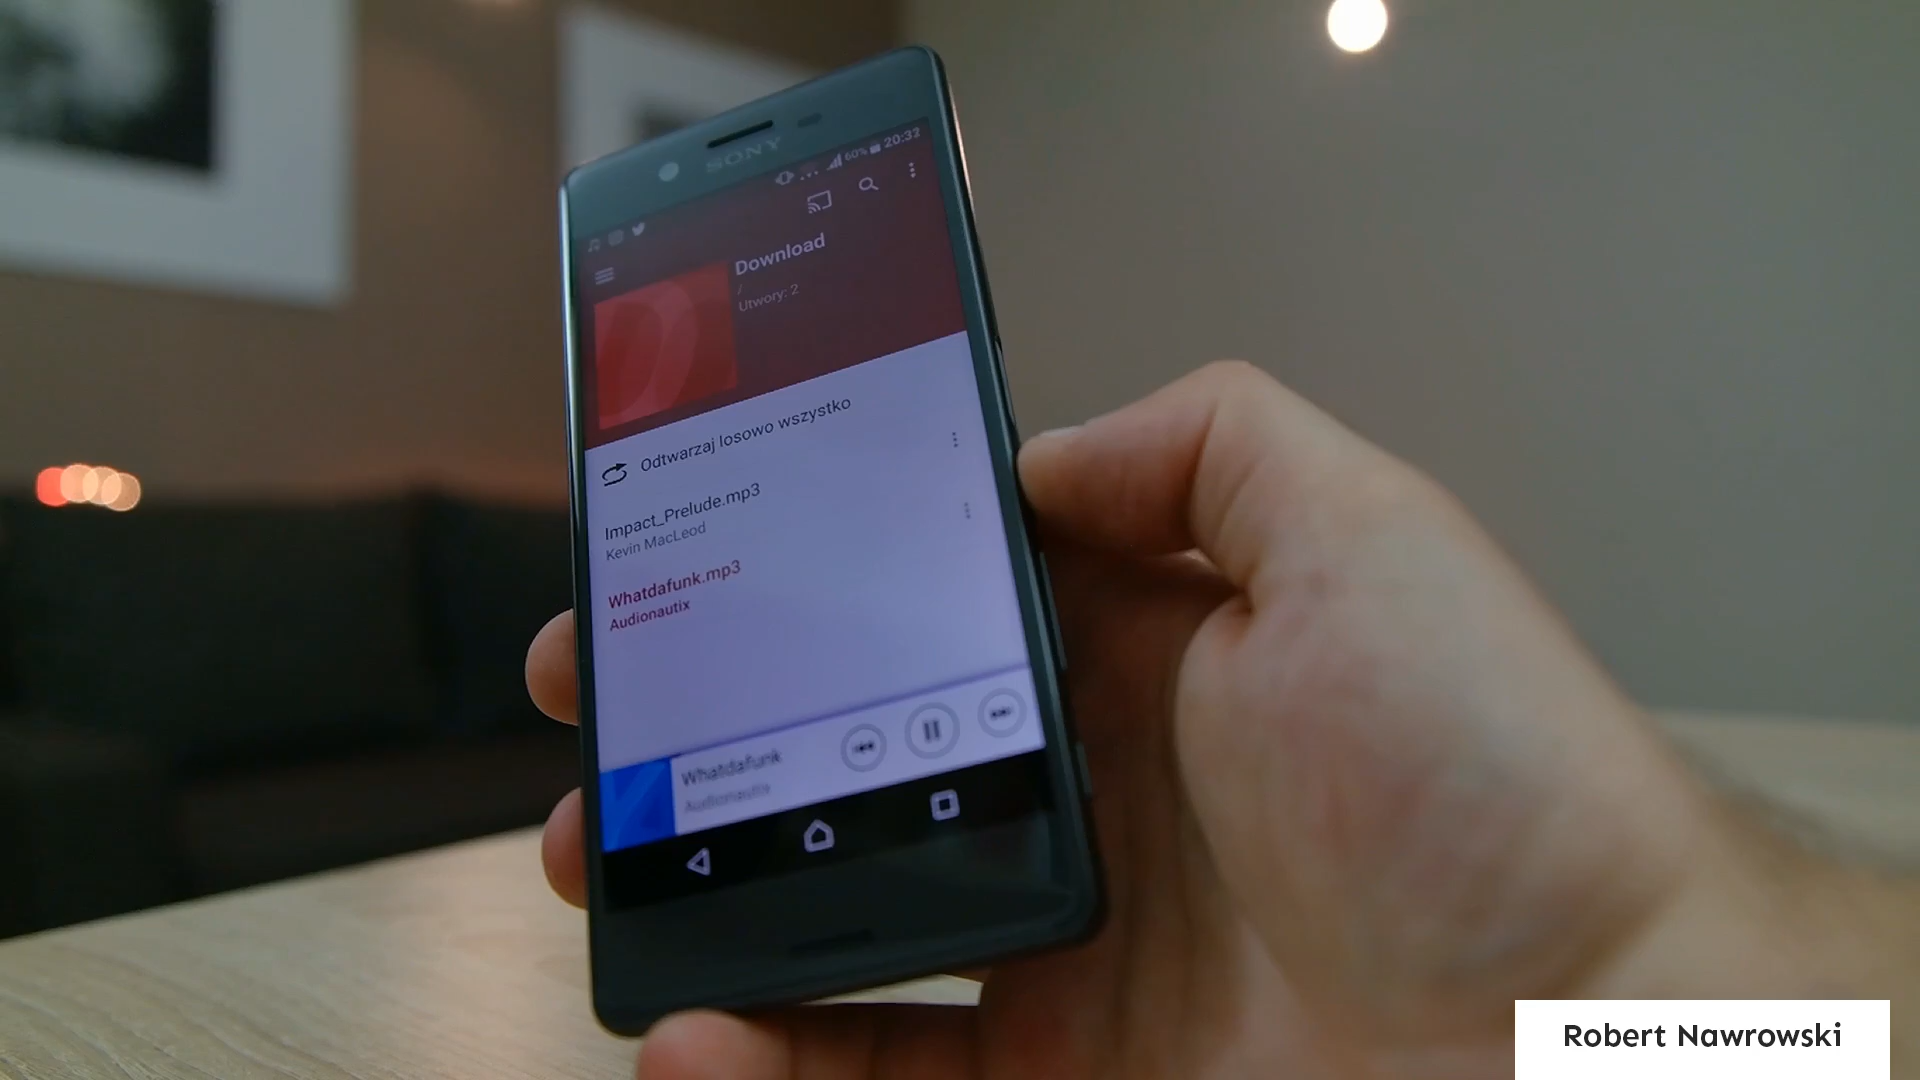 SONY
60% 20:32
Download
/
Utwory: 2
Odtwarzaj losowo wszystko
Impact_Prelude.mp3
Kevin MacLeod
Whatdafunk.mp3
Audionautix
Whatdafunk
Audionautix
Robert Nawrowski